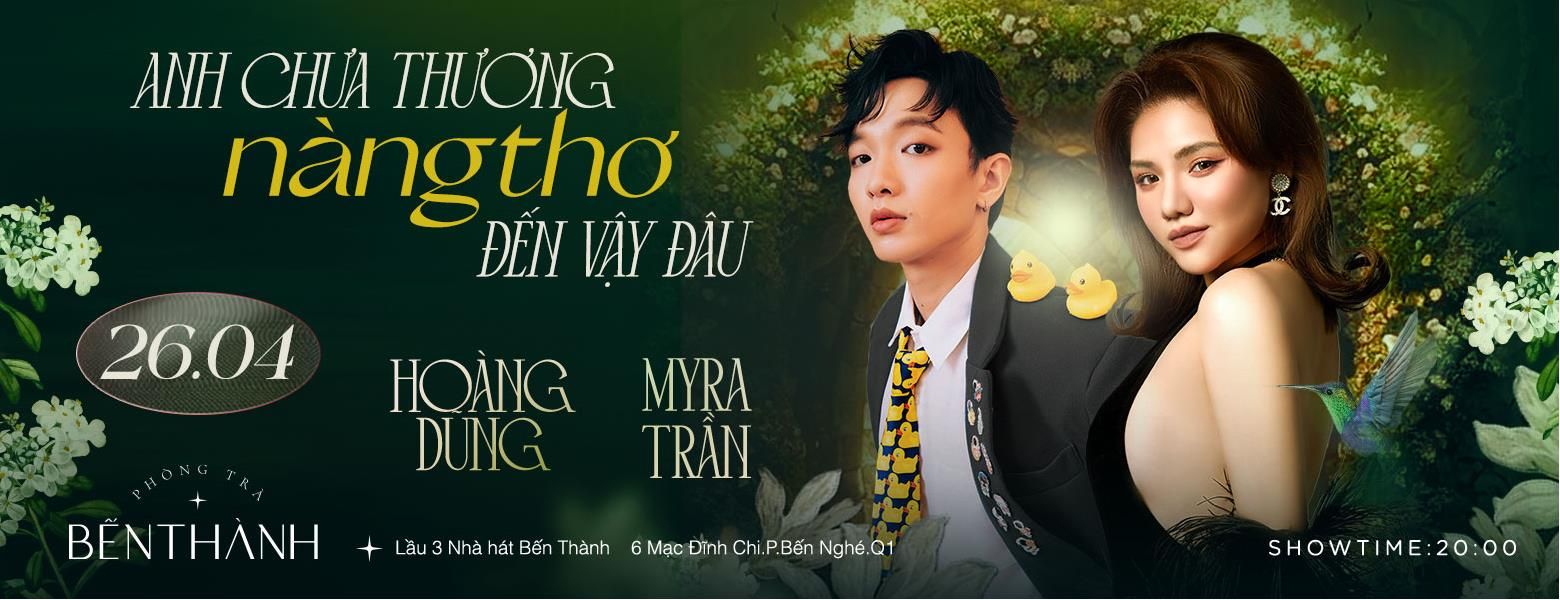 ANH CHƯA THƯƠNG
nàngthơ
ĐẾN VẬY ĐÂU
26.04
HOÀNG
DŨNG
MYRA
TRẦN
PHÒNG TRÀ
BẾNTHÀNH
Lầu 3 Nhà hát Bến Thành 6 Mạc Đĩnh Chi.P.Bến Nghé.Q1
SHOWTIME:20:00